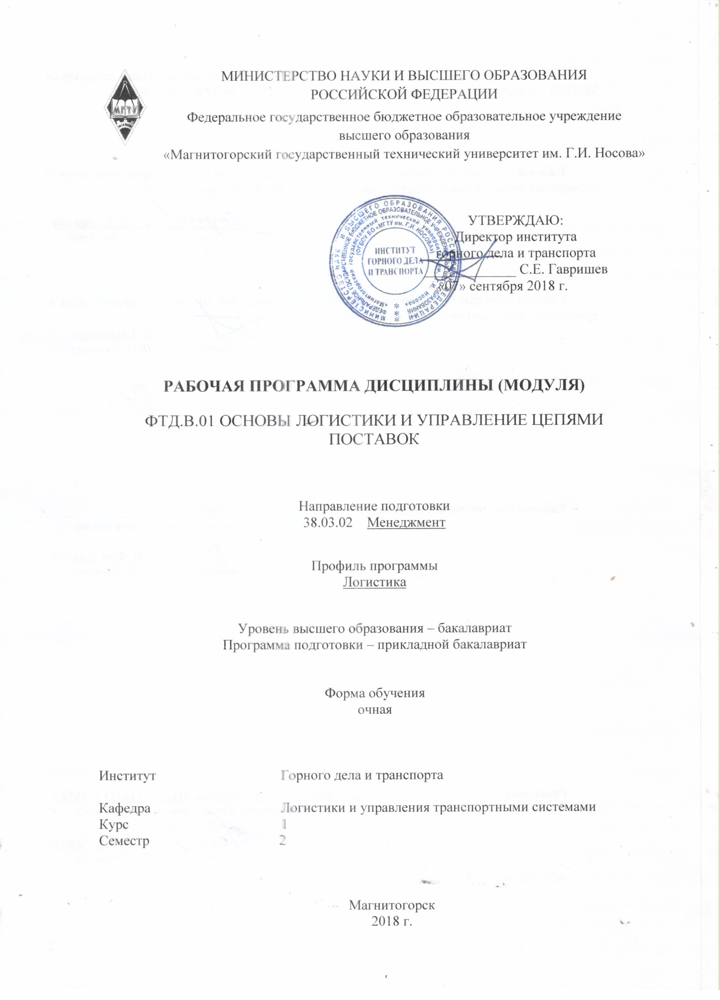 МИНИСТЕРСТВО НАУКИ И ВЫСШЕГО ОБРАЗОВАНИЯ
РОССИЙСКОЙ ФЕДЕРАЦИИ
Федеральное государственное бюджетное образовательное учреждение
высшего образования
«Магнитогорский государственный технический университет им. Г.И. Носова»
МГТУ
УТВЕРЖДАЮ:
Директор института
горного дела и транспорта
С.Е. Гавришев
«07» сентября 2018 г.
ИНСТИТУТ
ГОРНОГО ДЕЛА
И ТРАНСПОРТА
РАБОЧАЯ ПРОГРАММА ДИСЦИПЛИНЫ (МОДУЛЯ)
ФТД.В.01 ОСНОВЫ ЛОГИСТИКИ И УПРАВЛЕНИЕ ЦЕПЯМИ
ПОСТАВОК
Направление подготовки
38.03.02 Менеджмент
Профиль программы
Логистика
Уровень высшего образования – бакалавриат
Программа подготовки – прикладной бакалавриат
Форма обучения
очная
Институт Горного дела и транспорта
Кафедра Логистики и управления транспортными системами
Курс 1
Семестр 2
Магнитогорск
2018 г.